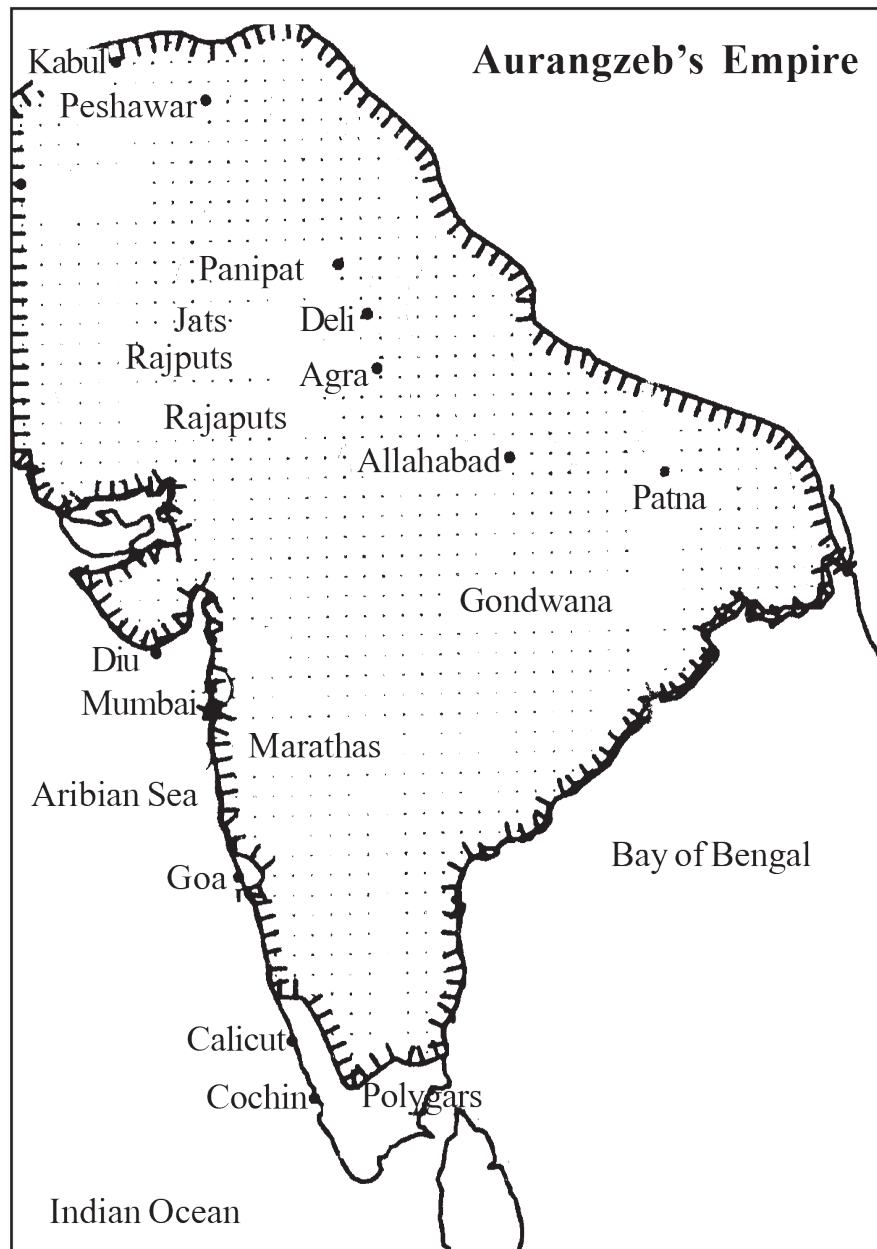 Aurangzeb's Empire
Kabul
Peshawar
Panipat
Jats
Deli
Rajputs
Agra
Rajaputs
Allahabad
Patna
Gondwana
Diu
Mumbai
Marathas
Aribian Sea
Bay of Bengal
Goa
Calicut
Cochin
Polygars
Indian Ocean